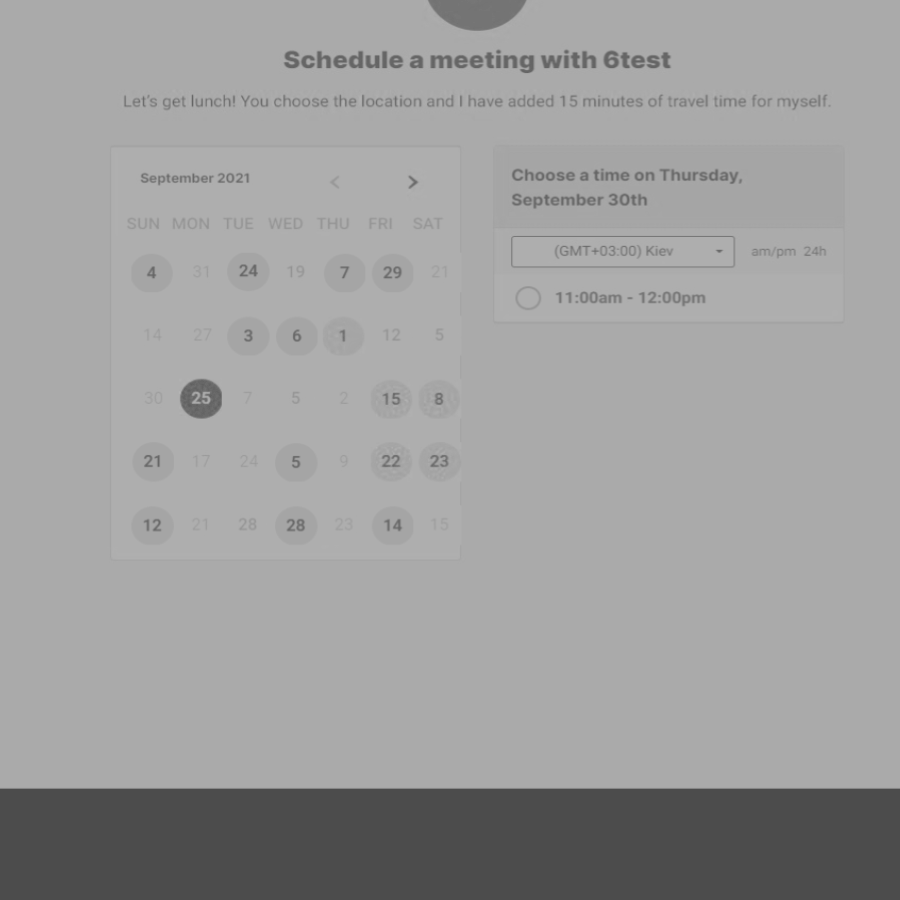 Schedule a meeting with 6test
Let's get lunch! You choose the location and I have added 15 minutes of travel time for myself.
September 2021 < >
SUN MON TUE WED THU FRI SAT
4 31 24 19 7 29 21
14 27 3 6 1 12 5
30 25 7 5 2 15 8
21 17 24 5 9 22 23
12 21 28 28 23 14 15
Choose a time on Thursday,
September 30th
(GMT+03:00) Kiev am/pm 24h
11:00am - 12:00pm